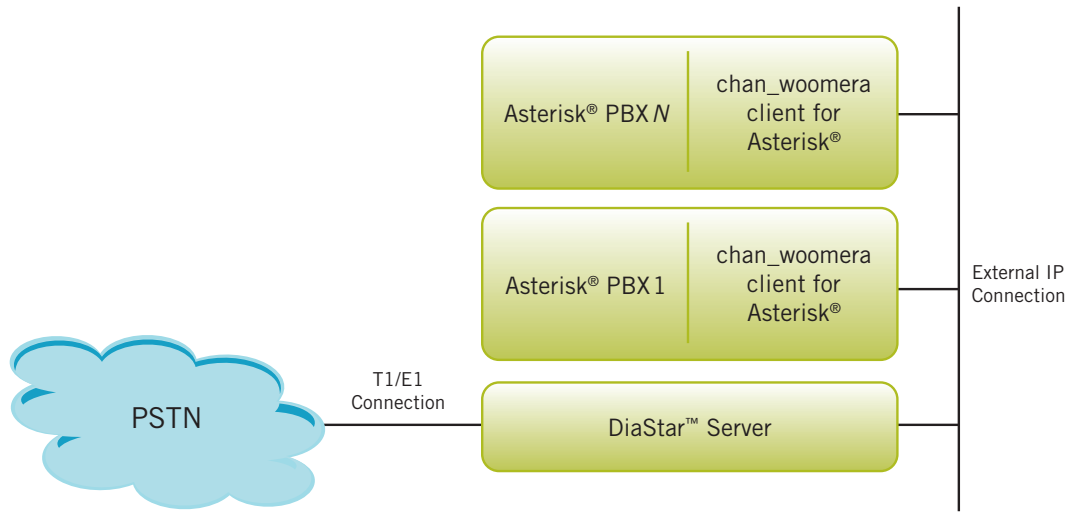 Asterisk® PBX N
chan_woomera
client for
Asterisk®
Asterisk® PBX 1
chan_woomera
client for
Asterisk®
External IP
Connection
T1/E1
Connection
PSTN
DiaStar™ Server